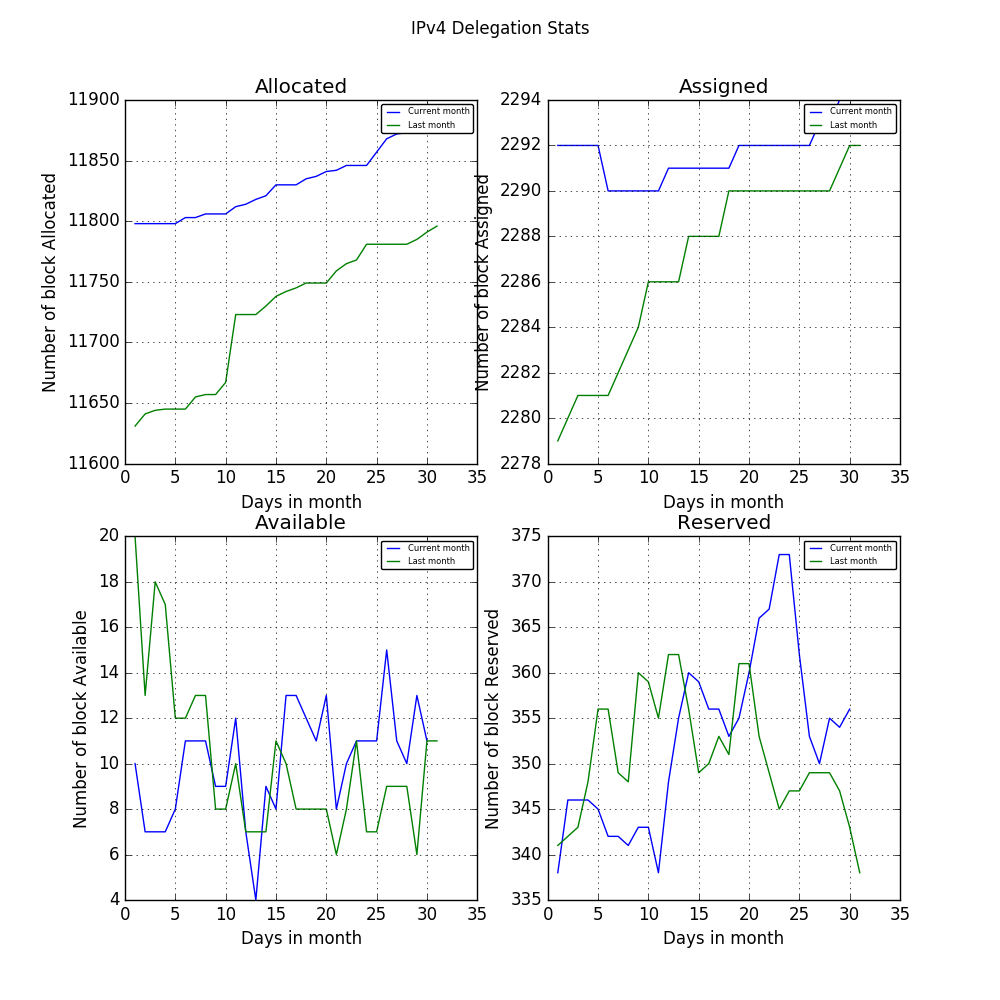 IPv4 Delegation Stats
Allocated
Number of block Allocated
11900
11850
11800
11750
11700
11650
11600
Current month
Last month
0 5 10 15 20 25 30 35
Days in month
Assigned
Number of block Assigned
2294
2292
2290
2288
2286
2284
2282
2280
2278
Current month
Last month
0 5 10 15 20 25 30 35
Days in month
Available
Number of block Available
20
18
16
14
12
10
8
6
4
Current month
Last month
0 5 10 15 20 25 30 35
Days in month
Reserved
Number of block Reserved
375
370
365
360
355
350
345
340
335
Current month
Last month
0 5 10 15 20 25 30 35
Days in month